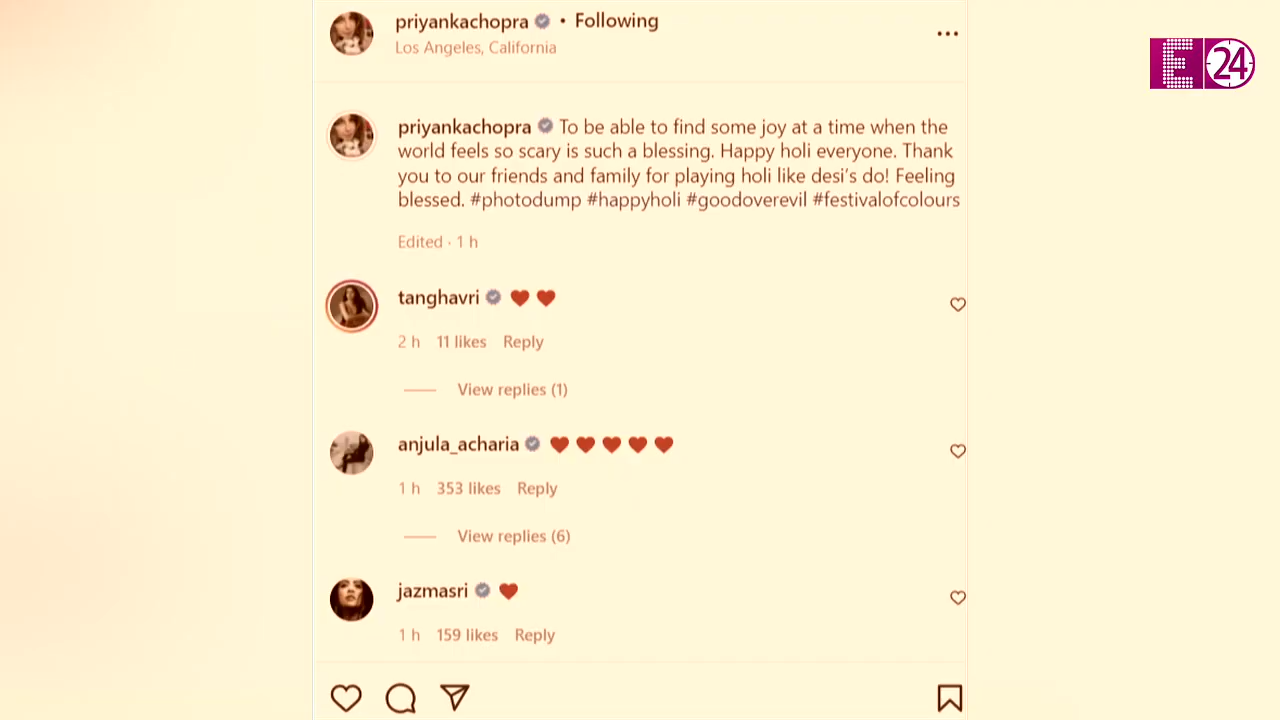 priyankachopra • Following
Los Angeles, California
E 24
priyankachopra To be able to find some joy at a time when the
world feels so scary is such a blessing. Happy holi everyone. Thank
you to our friends and family for playing holi like desi's do! Feeling
blessed. #photodump #happyholi #goodoverevil #festivalofcolours
Edited · 1 h
tanghavri ♥ ♥
2 h 11 likes Reply
View replies (1)
anjula_acharia ♥ ♥ ♥ ♥ ♥
1 h 353 likes Reply
View replies (6)
jazmasri ♥
1 h 159 likes Reply